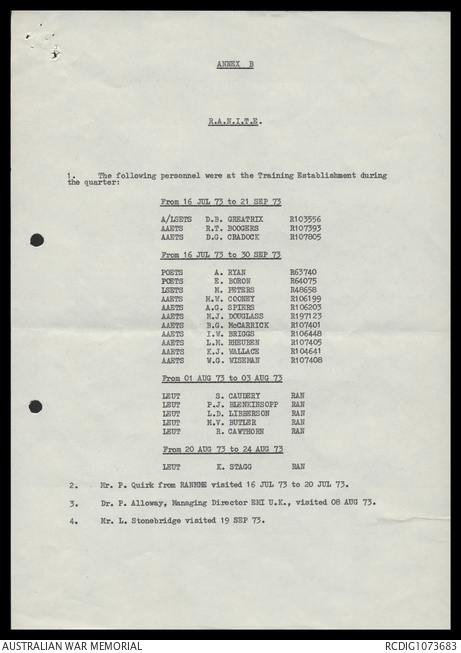 ANNEX B
R.A.N.I.T.E.
1. The following personnel were at the Training Establishment during
the quarter:
From 16 JUL 73 to 21 SEP 73
A/LSETS D.B. GREATRIX R103556
AAETS R.T. BODGERS R107393
AAETS D.G. CRADOCK R107805
From 16 JUL 73 to 30 SEP 73
POETS A. RYAN R63740
POETS E. BORON R64075
LSETS M. PETERS R48658
AAETS M.W. COONEY R106199
AAETS A.G. SPIERS R106203
AAETS M.J. DOUGLASS R197123
AAETS B.G. McCARRICK R107401
AAETS I.W. BRIGGS R106448
AAETS L.M. RHEUBEN R107405
AAETS K.J. WALLACE R104641
AAETS W.G. WISEMAN R107408
From 01 AUG 73 to 03 AUG 73
LEUT S. CAUDERY RAN
LEUT P.J. BLENKINSOPP RAN
LEUT L.D. LIBBERSON RAN
LEUT M.V. BUTLER RAN
LEUT R. CAWTHORN RAN
From 20 AUG 73 to 24 AUG 73
LEUT K. STAGG RAN
2. Mr. P. Quirk from RANNME visited 16 JUL 73 to 20 JUL 73.
3. Dr. P. Alloway, Managing Director EMI U.K., visited 08 AUG 73.
4. Mr. L. Stonebridge visited 19 SEP 73.
AUSTRALIAN WAR MEMORIAL RCDIG1073683